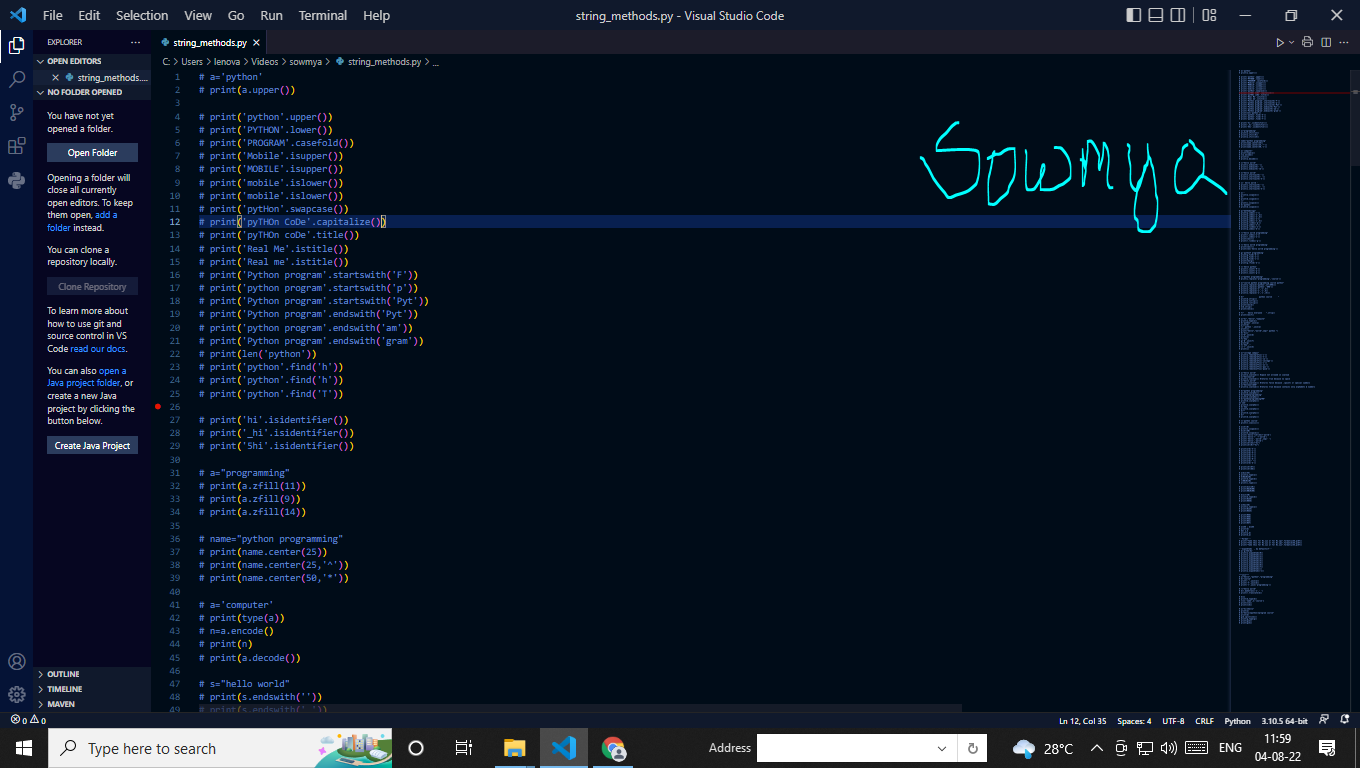 File Edit Selection View Go Run Terminal Help
string_methods.py - Visual Studio Code
EXPLORER
OPEN EDITORS
string_methods....
NO FOLDER OPENED
You have not yet
opened a folder.
Open Folder
Opening a folder will
close all currently
open editors. To keep
them open, add a
folder instead.
You can clone a
repository locally.
Clone Repository
To learn more about
how to use git and
source control in VS
Code read our docs.
You can also open a
Java project folder, or
create a new Java
project by clicking the
button below.
Create Java Project
OUTLINE
TIMELINE
MAVEN
string_methods.py
C: > Users > lenova > Videos > sowmya > string_methods.py > ...
1 # a='python'
2 # print(a.upper())
3
4 # print('python'.upper())
5 # print('PYTHON'.lower())
6 # print('PROGRAM'.casefold())
7 # print('Mobile'.isupper())
8 # print('MOBILE'.isupper())
9 # print('mobiLe'.islower())
10 # print('mobile'.islower())
11 # print('pytHon'.swapcase())
12 # print('pyTHOn CoDe'.capitalize())
13 # print('pyTHOn coDe'.title())
14 # print('Real Me'.istitle())
15 # print('Real me'.istitle())
16 # print('Python program'.startswith('F'))
17 # print('python program'.startswith('p'))
18 # print('Python program'.startswith('Pyt'))
19 # print('Python program'.endswith('Pyt'))
20 # print('Python program'.endswith('am'))
21 # print('Python program'.endswith('gram'))
22 # print(len('python'))
23 # print('python'.find('h'))
24 # print('python'.find('h'))
25 # print('python'.find('T'))
26
27 # print('hi'.isidentifier())
28 # print('_hi'.isidentifier())
29 # print('5hi'.isidentifier())
30
31 # a="programming"
32 # print(a.zfill(11))
33 # print(a.zfill(9))
34 # print(a.zfill(14))
35
36 # name="python programming"
37 # print(name.center(25))
38 # print(name.center(25,'^'))
39 # print(name.center(50,'*'))
40
41 # a='computer'
42 # print(type(a))
43 # n=a.encode()
44 # print(n)
45 # print(a.decode())
46
47 # s="hello world"
48 # print(s.endswith(''))
49 # print(s.endswith(' '))
Sowmya
0 0
Ln 12, Col 35 Spaces: 4 UTF-8 CRLF Python 3.10.5 64-bit
Type here to search
Address
28°C
ENG
11:59
04-08-22